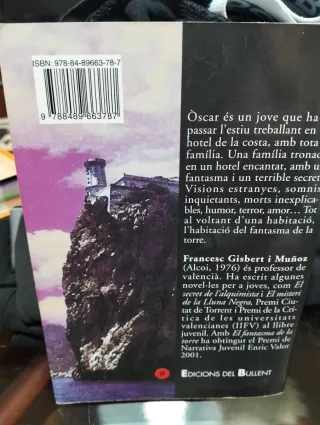 ISBN: 978-84-89663-78-7
9 788489 663787
Òscar és un jove que ha
passar l'estiu treballant en
hotel de la costa, amb tota
família. Una família tronad
en un hotel encantat, amb u
fantasma i un terrible secret
Visions estranyes, somnis
inquietants, morts inexplica-
bles, humor, terror, amor... Tot
al voltant d'una habitació,
l'habitació del fantasma de la
torre.
Francesc Gisbert i Muñoz
(Alcoi, 1976) és professor de
valencià. Ha escrit algunes
novel·les per a joves, com El
secret de l'alquimista i El misteri
de la Lluna Negra, Premi Ciu-
tat de Torrent i Premi de la Crí-
tica de les universitats
valencianes (IIFV) al llibre
juvenil. Amb El fantasma de la
torre ha obtingut el Premi de
Narrativa Juvenil Enric Valor
2001.
EDICIONS DEL BULLENT